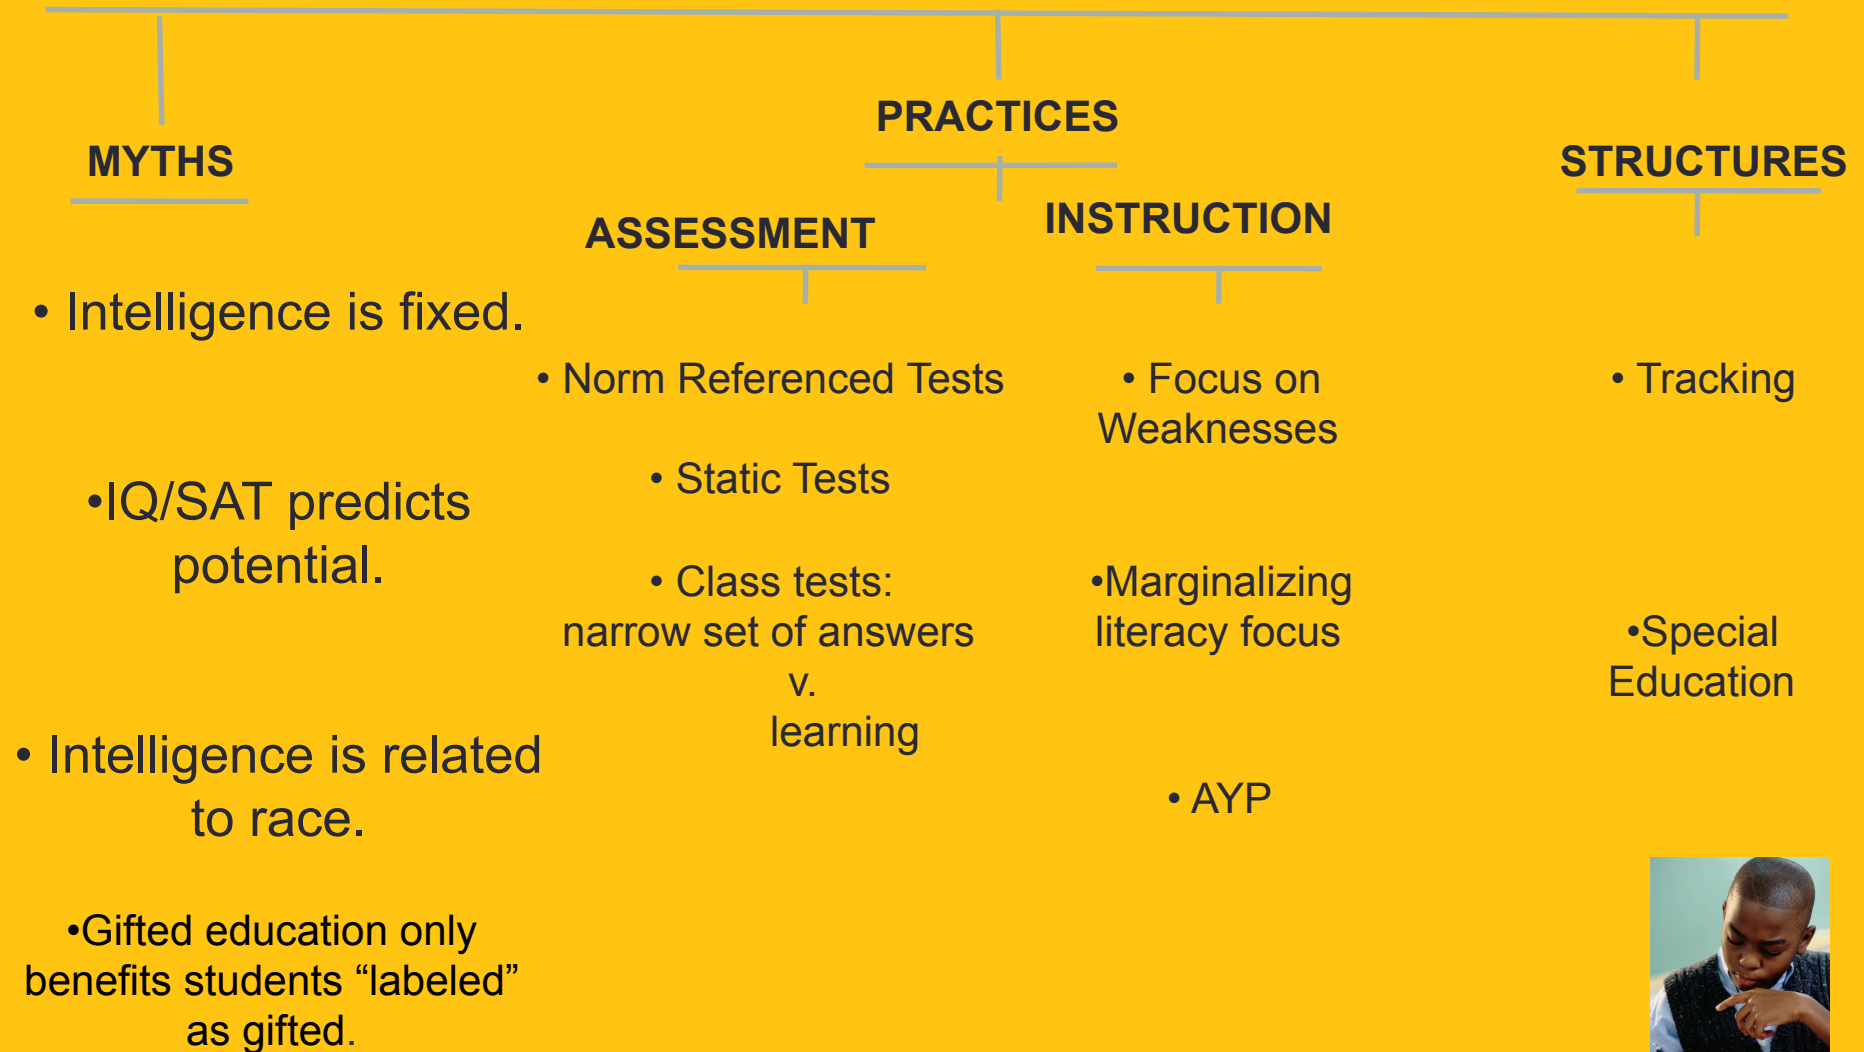 MYTHS
• Intelligence is fixed.
•IQ/SAT predicts
potential.
• Intelligence is related
to race.
•Gifted education only
benefits students “labeled”
as gifted.
PRACTICES
ASSESSMENT
• Norm Referenced Tests
• Static Tests
• Class tests:
narrow set of answers
v.
learning
INSTRUCTION
• Focus on
Weaknesses
•Marginalizing
literacy focus
• AYP
STRUCTURES
• Tracking
•Special
Education